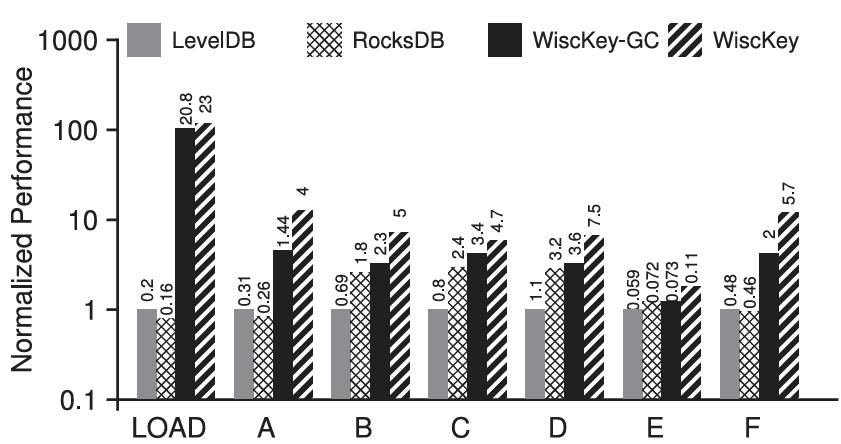 LevelDB RocksDB WiscKey-GC WiscKey
Normalized Performance
1000
100
10
1
0.1
0.2 0.16 20.8 23
0.31 0.26 1.44 4
0.69 1.8 2.3 5
0.8 2.4 3.4 4.7
1.1 3.2 3.6 7.5
0.059 0.072 0.073 0.11
0.48 0.46 2 5.7
LOAD A B C D E F